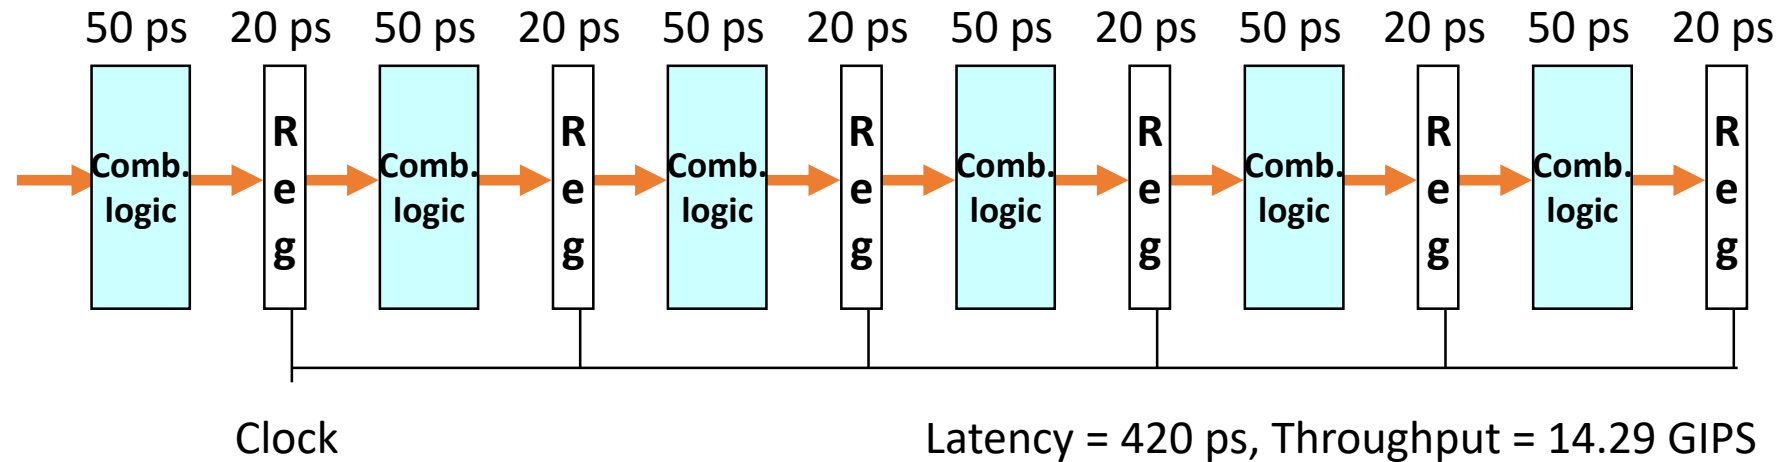 50 ps 20 ps 50 ps 20 ps 50 ps 20 ps 50 ps 20 ps 50 ps 20 ps 50 ps 20 ps
Comb.
logic
R
e
g
Comb.
logic
R
e
g
Comb.
logic
R
e
g
Comb.
logic
R
e
g
Comb.
logic
R
e
g
Comb.
logic
R
e
g
Clock
Latency = 420 ps, Throughput = 14.29 GIPS